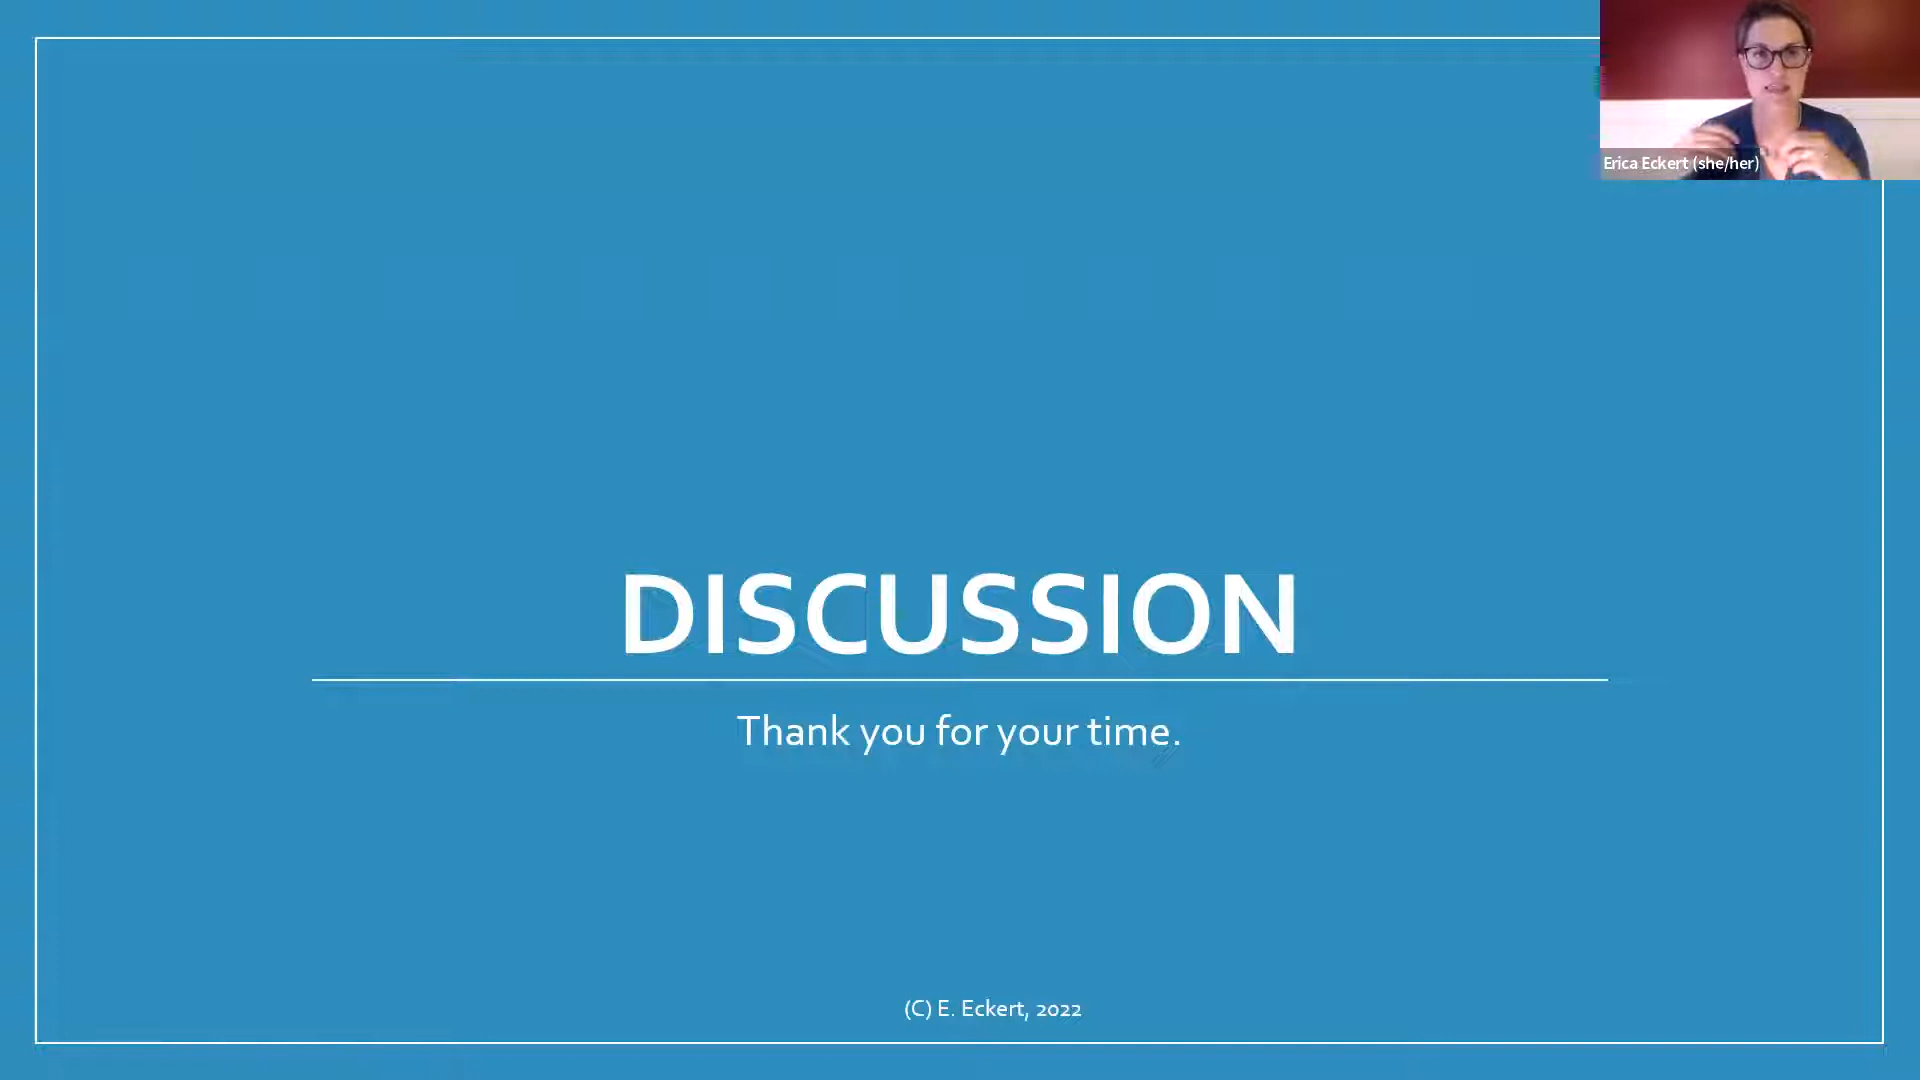 Erica Eckert (she/her)
DISCUSSION
Thank you for your time.
(C) E. Eckert, 2022